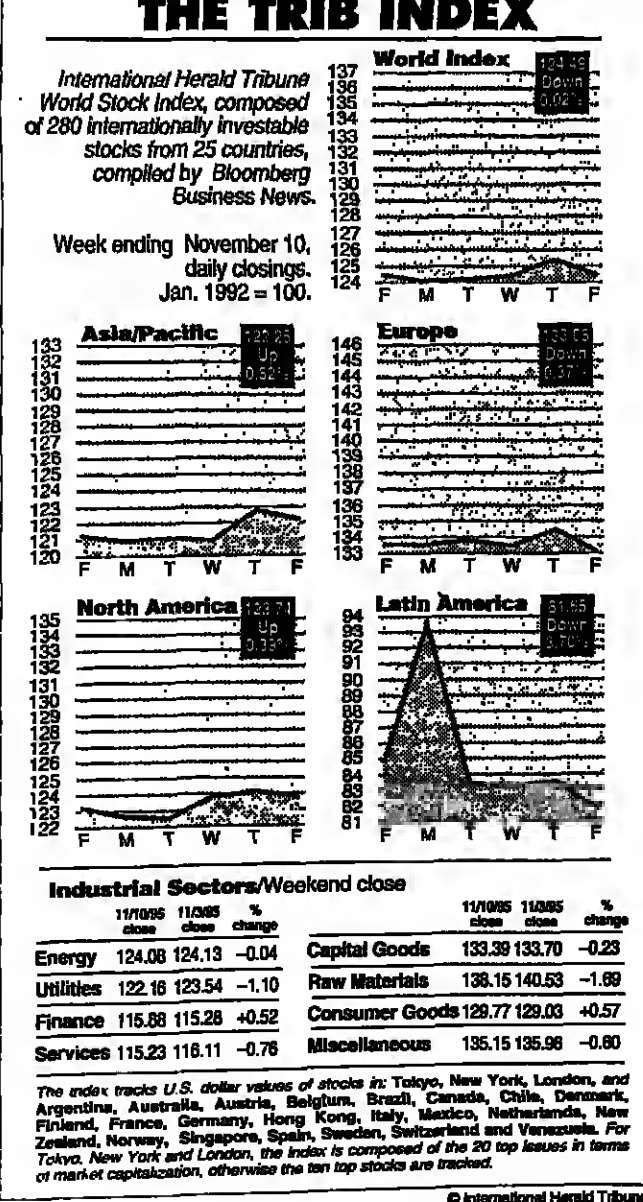 THE TRIB INDEX
International Herald Tribune
World Stock Index, composed
of 280 internationally investable
stocks from 25 countries,
compiled by Bloomberg
Business News.
Week ending November 10,
daily closings.
Jan. 1992 = 100.
World Index
Down
137
136
135
134
133
132
131
130
129
128
127
126
125
124
F M T W T F
Asia/Pacific
Up
133
132
131
130
129
128
127
126
125
124
123
122
121
120
F M T W T F
Europe
Down
146
145
144
143
142
141
140
139
138
137
136
135
134
133
F M T W T F
North America
Up
135
134
133
132
131
130
129
128
127
126
125
124
123
122
F M T W T F
Latin America
Down
94
93
92
91
90
89
88
87
86
85
84
83
82
81
F M T W T F
Industrial Sectors/Weekend close
11/10/95 close 11/3/95 close % change
Energy 124.08 124.13 –0.04
Utilities 122.16 123.54 –1.10
Finance 115.88 115.28 +0.52
Services 115.23 116.11 –0.76
11/10/95 close 11/3/95 close % change
Capital Goods 133.39 133.70 –0.23
Raw Materials 138.15 140.53 –1.69
Consumer Goods 129.77 129.03 +0.57
Miscellaneous 135.15 135.96 –0.60
The index tracks U.S. dollar values of stocks in: Tokyo, New York, London, and
Argentina, Australia, Austria, Belgium, Brazil, Canada, Chile, Denmark,
Finland, France, Germany, Hong Kong, Italy, Mexico, Netherlands, New
Zealand, Norway, Singapore, Spain, Sweden, Switzerland and Venezuela. For
Tokyo, New York and London, the index is composed of the 20 top issues in terms
of market capitalization, otherwise the ten top stocks are tracked.
© International Herald Tribune